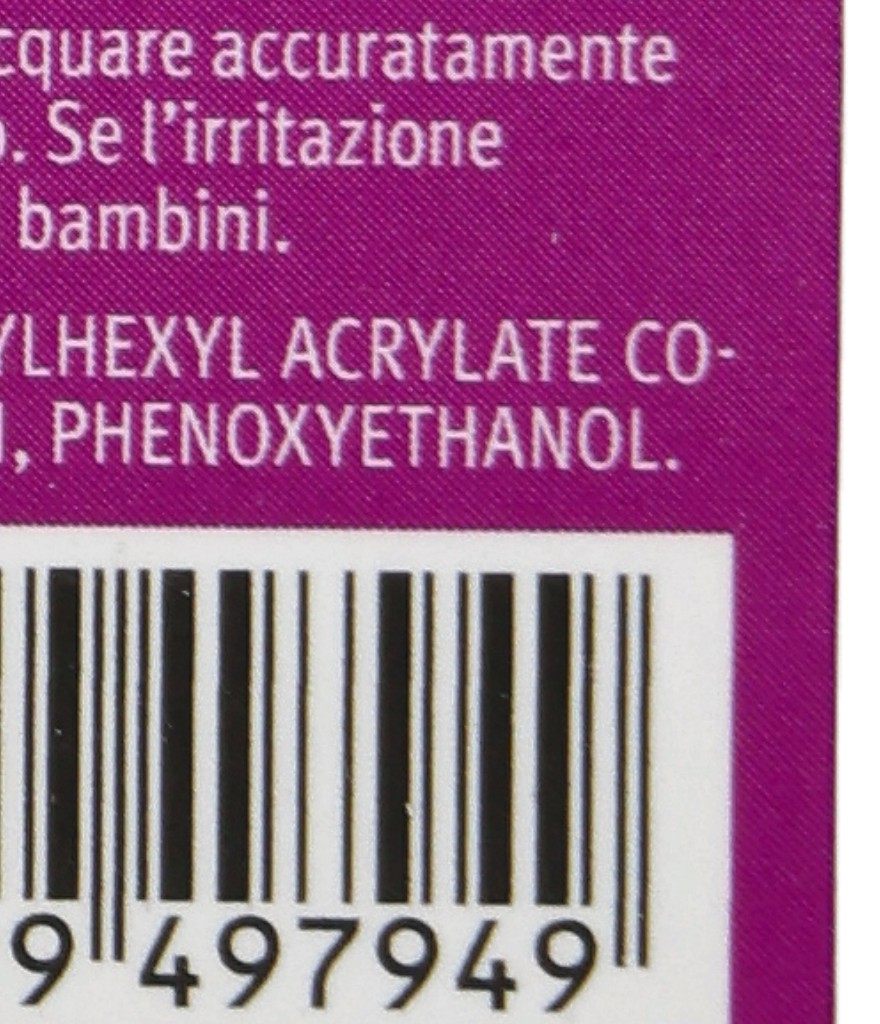 cquare accuratamente
. Se l'irritazione
bambini.
YLHEXYL ACRYLATE CO-
, PHENOXYETHANOL.
9 497949